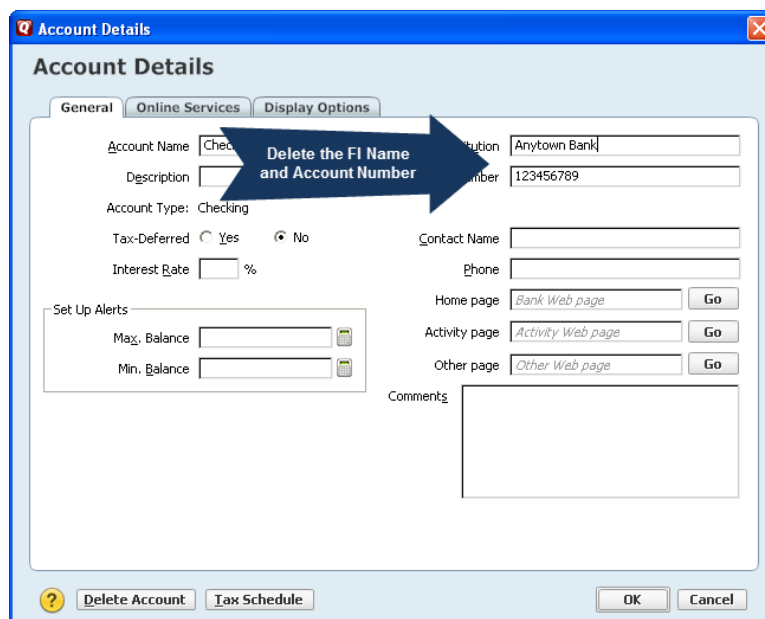 Account Details
Account Details
General Online Services Display Options
Account Name Chec
Description
Account Type: Checking
Tax-Deferred Yes No
Interest Rate %
Set Up Alerts
Max. Balance
Min. Balance
Delete the FI Name
and Account Number
Anytown Bank
123456789
Contact Name
Phone
Home page Bank Web page Go
Activity page Activity Web page Go
Other page Other Web page Go
Comments
? Delete Account Tax Schedule OK Cancel